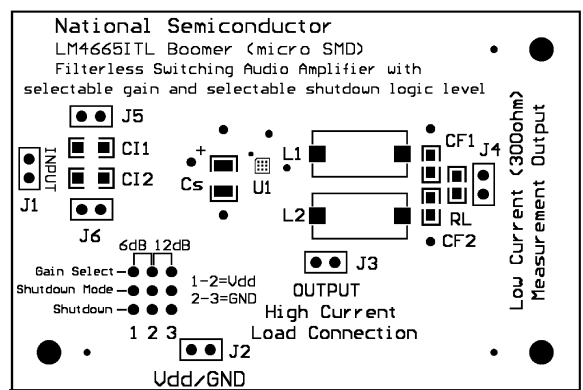 National Semiconductor
LM4665ITL Boomer (micro SMD)
Filterless Switching Audio Amplifier with
selectable gain and selectable shutdown logic level
J5
INPUT
CI1
CI2
J1
J6
+
Cs
U1
L1
L2
CF1
J4
RL
CF2
Low Current (300ohm)
Measurement Output
6dB 12dB
Gain Select
Shutdown Mode
Shutdown
1 2 3
1-2=Vdd
2-3=GND
J3
OUTPUT
High Current
Load Connection
J2
Vdd/GND